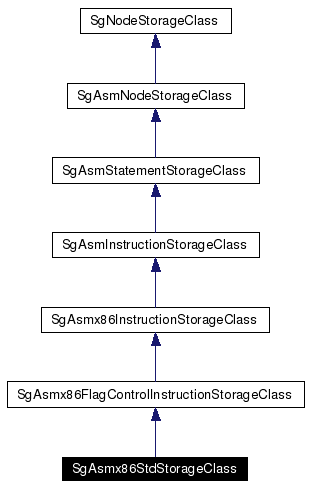 SgNodeStorageClass
SgAsmNodeStorageClass
SgAsmStatementStorageClass
SgAsmInstructionStorageClass
SgAsmx86InstructionStorageClass
SgAsmx86FlagControlInstructionStorageClass
SgAsmx86StdStorageClass